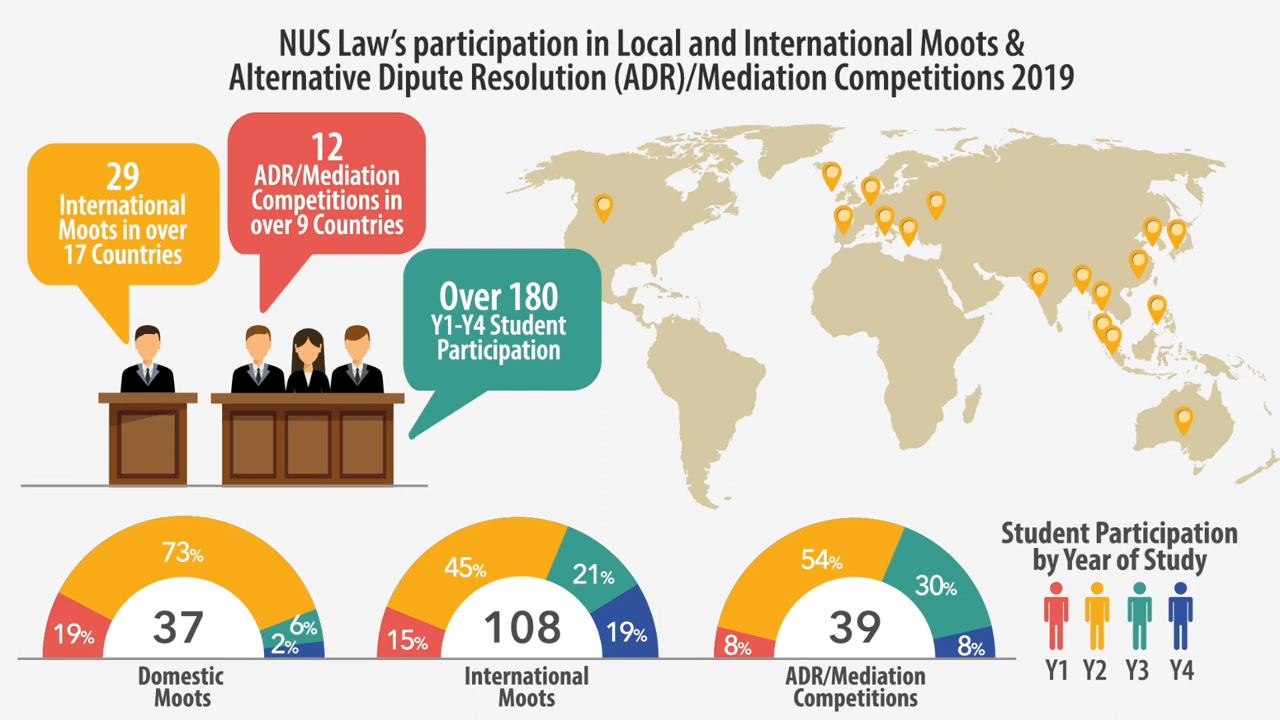 NUS Law's participation in Local and International Moots &
Alternative Dipute Resolution (ADR)/Mediation Competitions 2019
29
International
Moots in over
17 Countries
12
ADR/Mediation
Competitions in
over 9 Countries
Over 180
Y1-Y4 Student
Participation
73%
19%
6%
2%
37
Domestic
Moots
45%
21%
15%
19%
108
International
Moots
54%
30%
8%
8%
39
ADR/Mediation
Competitions
Student Participation
by Year of Study
Y1 Y2 Y3 Y4